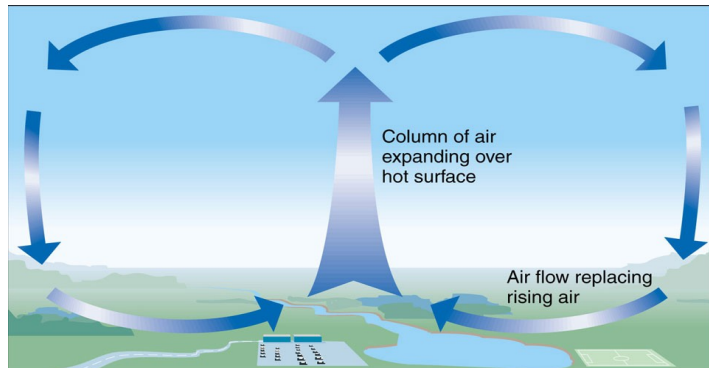 Column of air
expanding over
hot surface
Air flow replacing
rising air